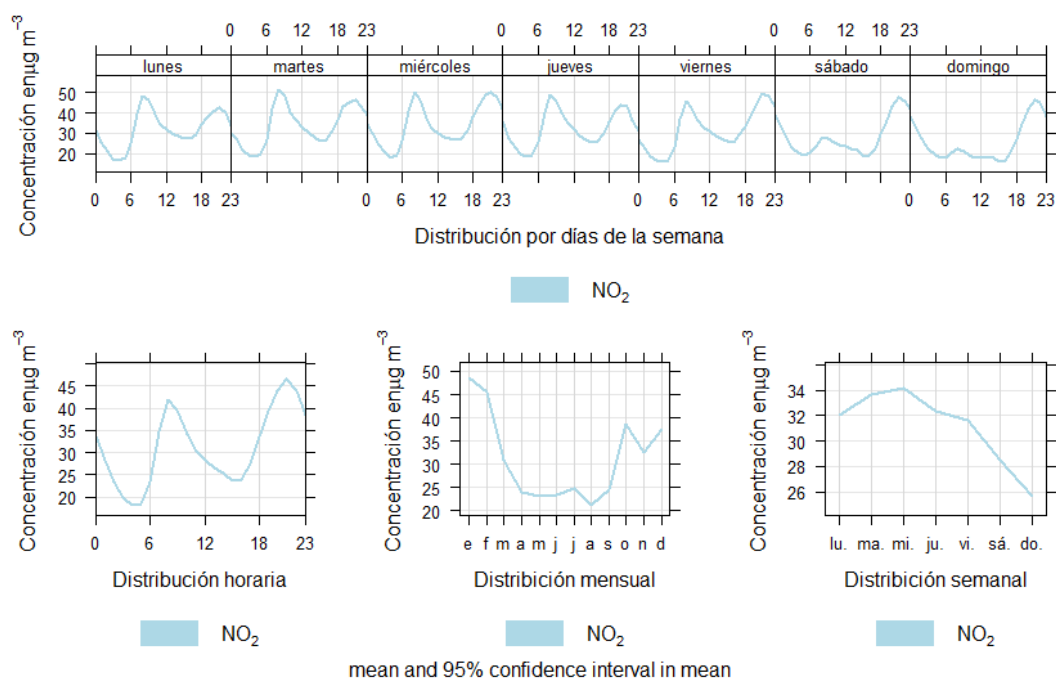 0 6 12 18 23 0 6 12 18 23 0 6 12 18 23
lunes martes miércoles jueves viernes sábado domingo
Concentración enµg m⁻³
50
40
30
20
0 6 12 18 23 0 6 12 18 23 0 6 12 18 23 0 6 12 18 23
Distribución por días de la semana
NO₂
Concentración enµg m⁻³
45
40
35
30
25
20
0 6 12 18 23
Distribución horaria
NO₂
Concentración enµg m⁻³
50
45
40
35
30
25
20
e f m a m j j a s o n d
Distribición mensual
NO₂
Concentración enµg m⁻³
34
32
30
28
26
lu. ma. mi. ju. vi. sá. do.
Distribición semanal
NO₂
mean and 95% confidence interval in mean